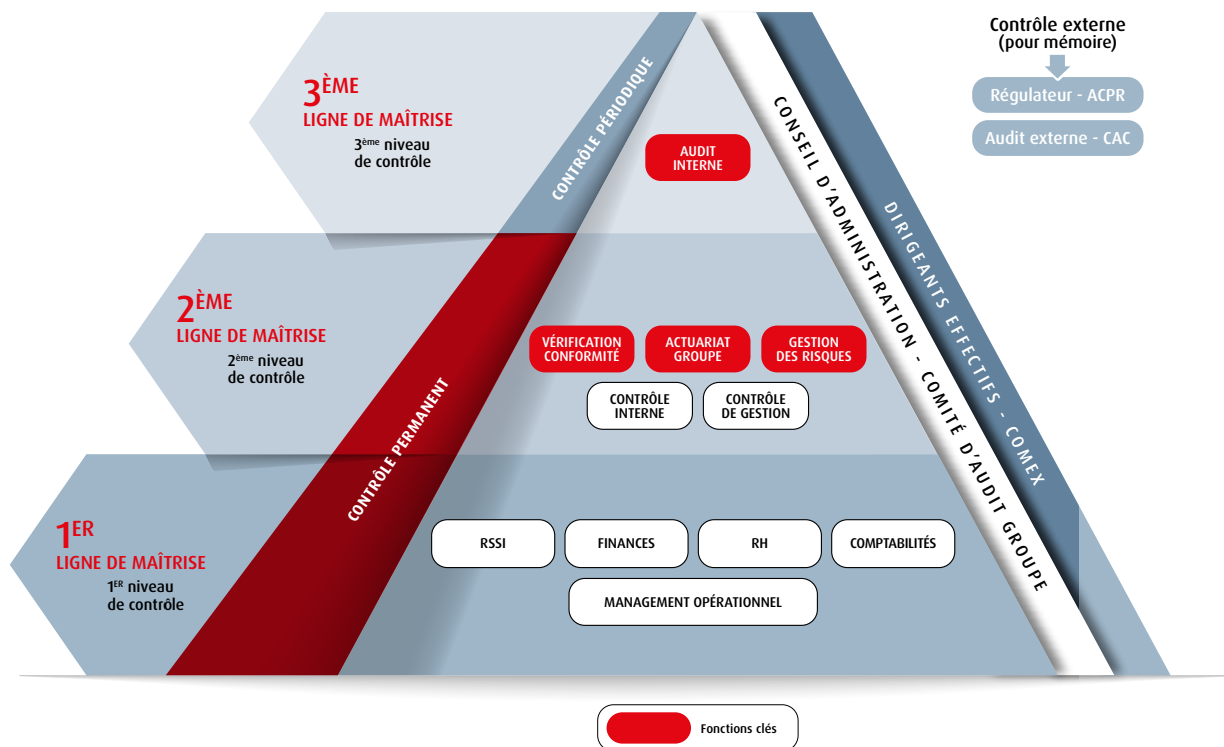 Contrôle externe
(pour mémoire)
Régulateur - ACPR
Audit externe - CAC
3ÈME
LIGNE DE MAÎTRISE
3ème niveau
de contrôle
CONTRÔLE PÉRIODIQUE
AUDIT
INTERNE
CONSEIL D'ADMINISTRATION - COMITÉ D'AUDIT GROUPE
DIRIGEANTS EFFECTIFS - COMEX
2ÈME
LIGNE DE MAÎTRISE
2ème niveau
de contrôle
CONTRÔLE PERMANENT
VÉRIFICATION
CONFORMITÉ
ACTUARIAT
GROUPE
GESTION
DES RISQUES
CONTRÔLE
INTERNE
CONTRÔLE
DE GESTION
1ER
LIGNE DE MAÎTRISE
1ER niveau
de contrôle
RSSI
FINANCES
RH
COMPTABILITÉS
MANAGEMENT OPÉRATIONNEL
Fonctions clés